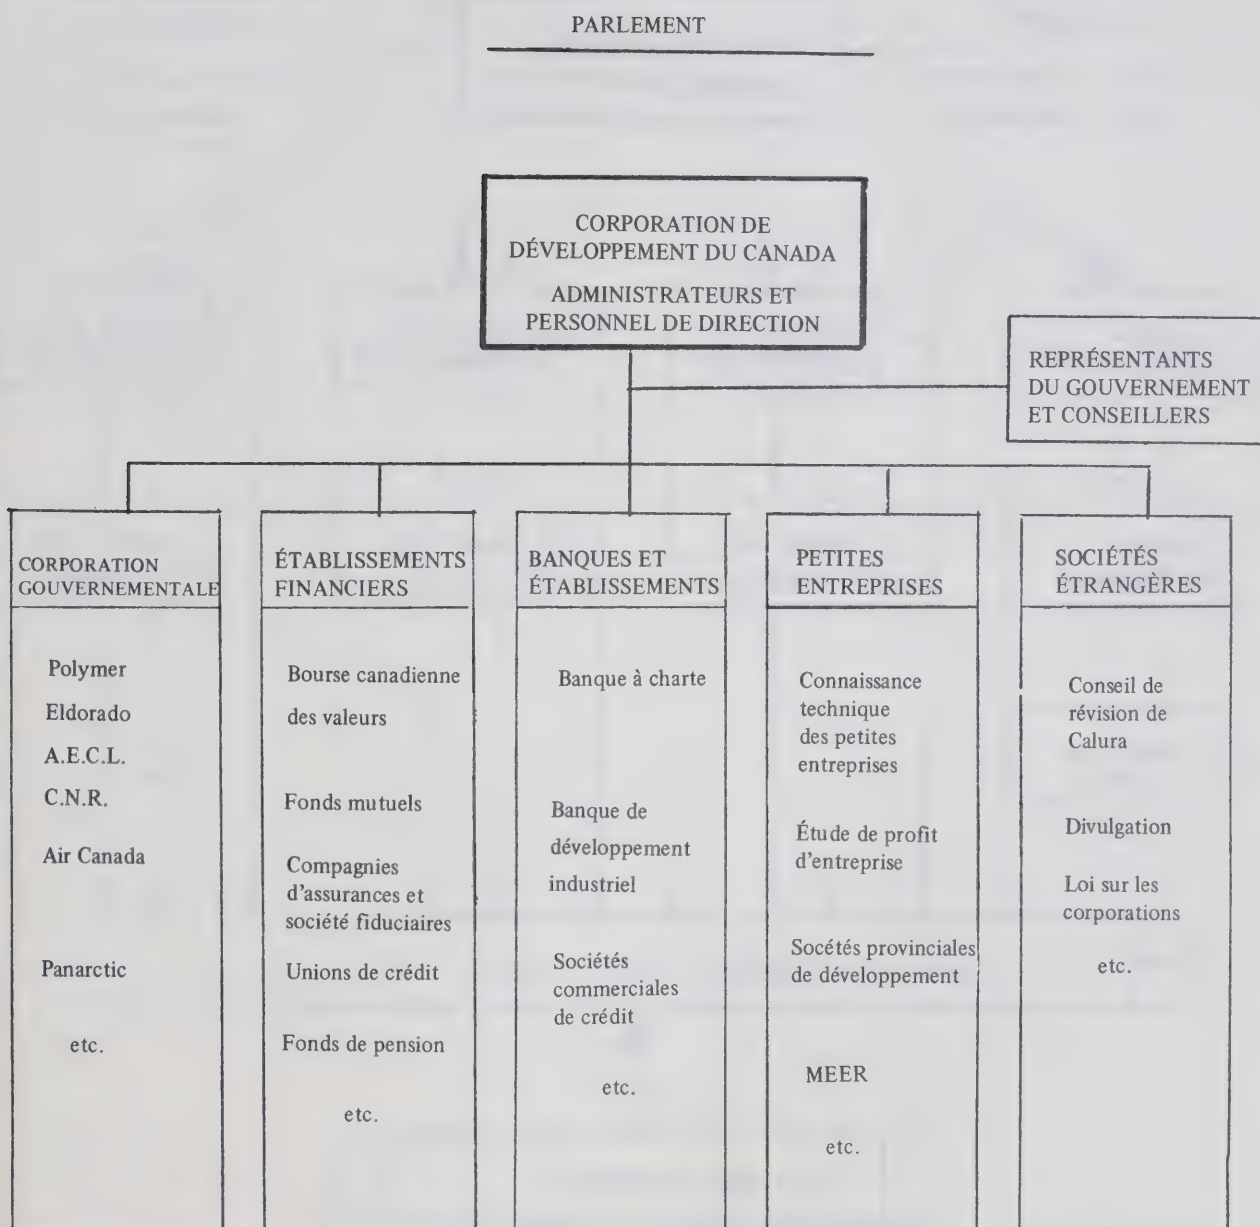 PARLEMENT
CORPORATION DE
DÉVELOPPEMENT DU CANADA
ADMINISTRATEURS ET
PERSONNEL DE DIRECTION
REPRÉSENTANTS
DU GOUVERNEMENT
ET CONSEILLERS
CORPORATION
GOUVERNEMENTALE
Polymer
Eldorado
A.E.C.L.
C.N.R.
Air Canada
Panarctic
etc.
ÉTABLISSEMENTS
FINANCIERS
Bourse canadienne
des valeurs
Fonds mutuels
Compagnies
d'assurances et
société fiduciaires
Unions de crédit
Fonds de pension
etc.
BANQUES ET
ÉTABLISSEMENTS
Banque à charte
Banque de
développement
industriel
Sociétés
commerciales
de crédit
etc.
PETITES
ENTREPRISES
Connaissance
technique
des petites
entreprises
Étude de profit
d'entreprise
Socétés provinciales
de développement
MEER
etc.
SOCIÉTÉS
ÉTRANGÈRES
Conseil de
révision de
Calura
Divulgation
Loi sur les
corporations
etc.